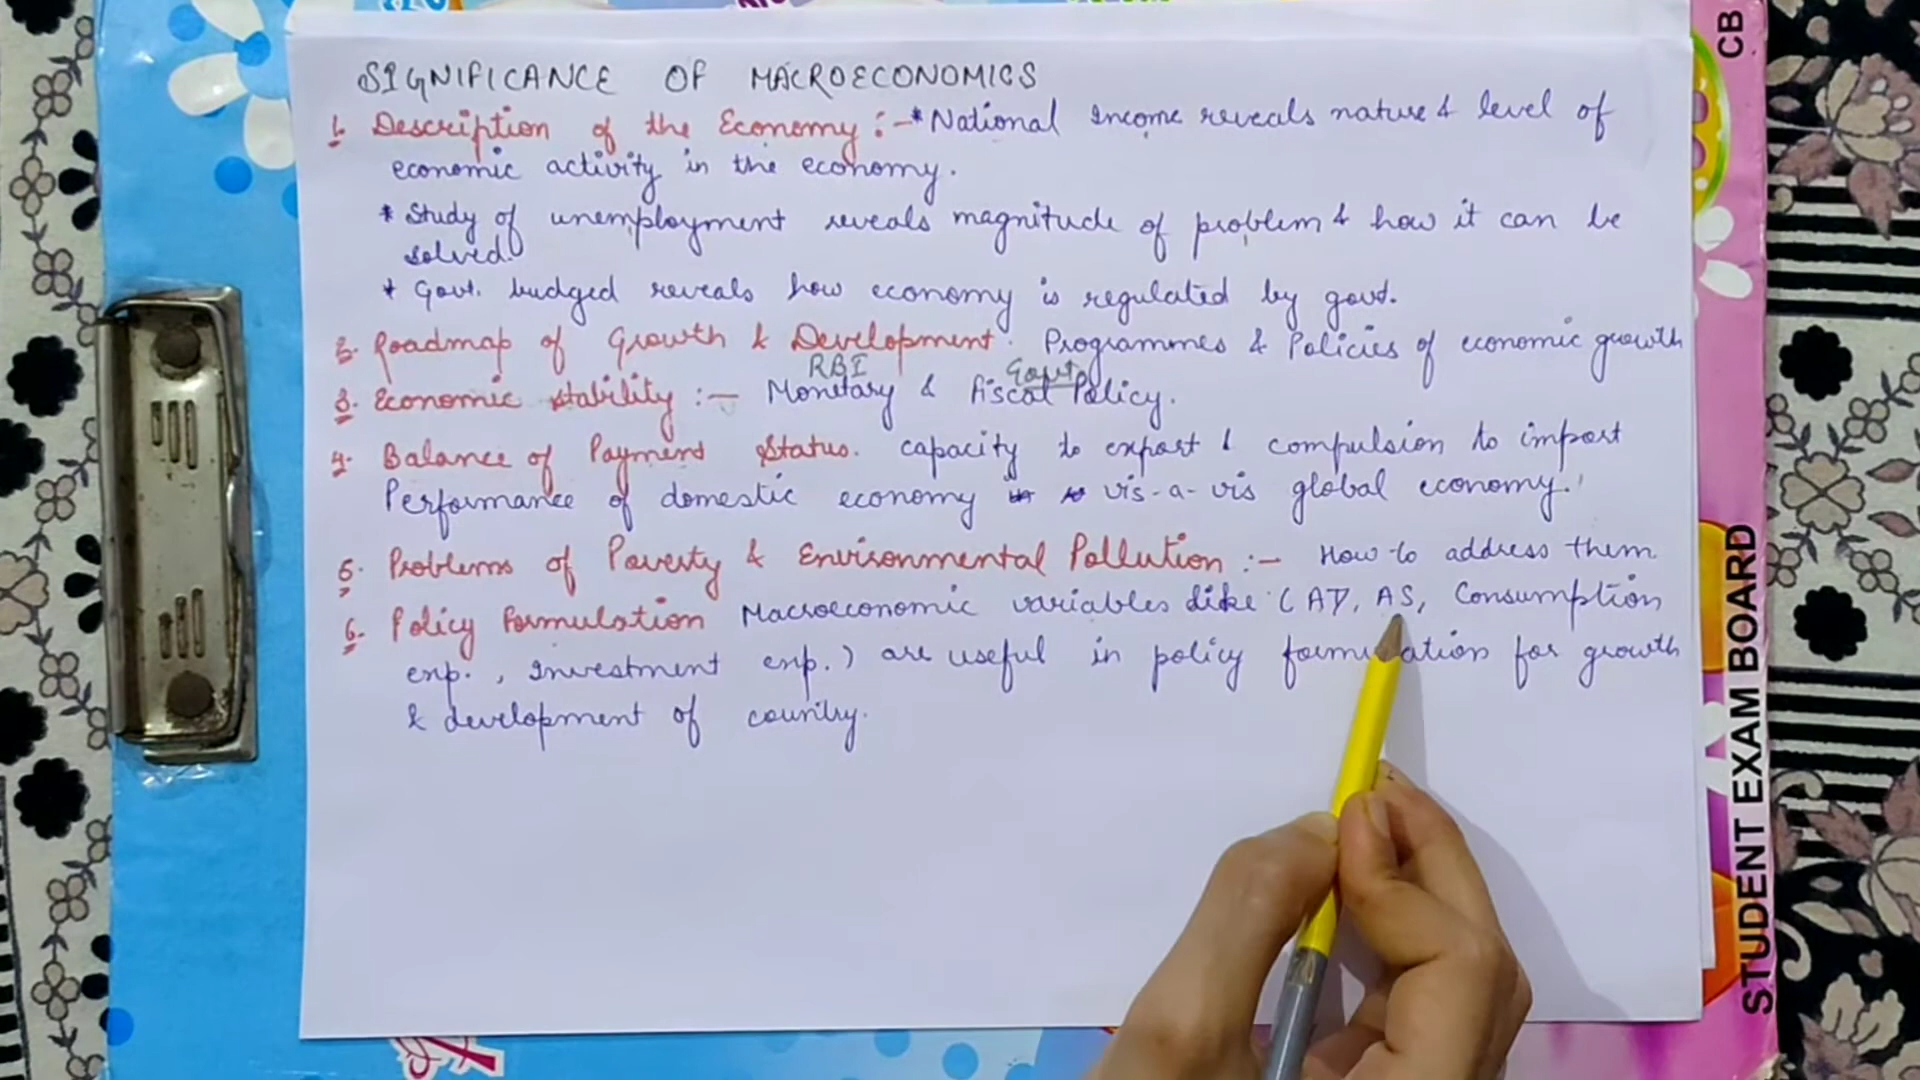 SIGNIFICANCE OF MACROECONOMICS
1. Description of the Economy :- * National Income reveals nature & level of
economic activity in the economy.
* Study of unemployment reveals magnitude of problem & how it can be
solved.
* Govt. budged reveals how economy is regulated by govt.
2. Roadmap of Growth & Development. Programmes & Policies of economic growth
RBI Govt.
3. Economic stability :- Monetary & Fiscal Policy.
4. Balance of Payment Status. capacity to export & compulsion to import
Performance of domestic economy vis-a-vis global economy.
5. Problems of Poverty & Environmental Pollution :- How to address them
6. Policy Formulation Macroeconomic variables like (AD, AS, Consumption
exp., Investment exp.) are useful in policy formulation for growth
& development of country.
CB
STUDENT EXAM BOARD